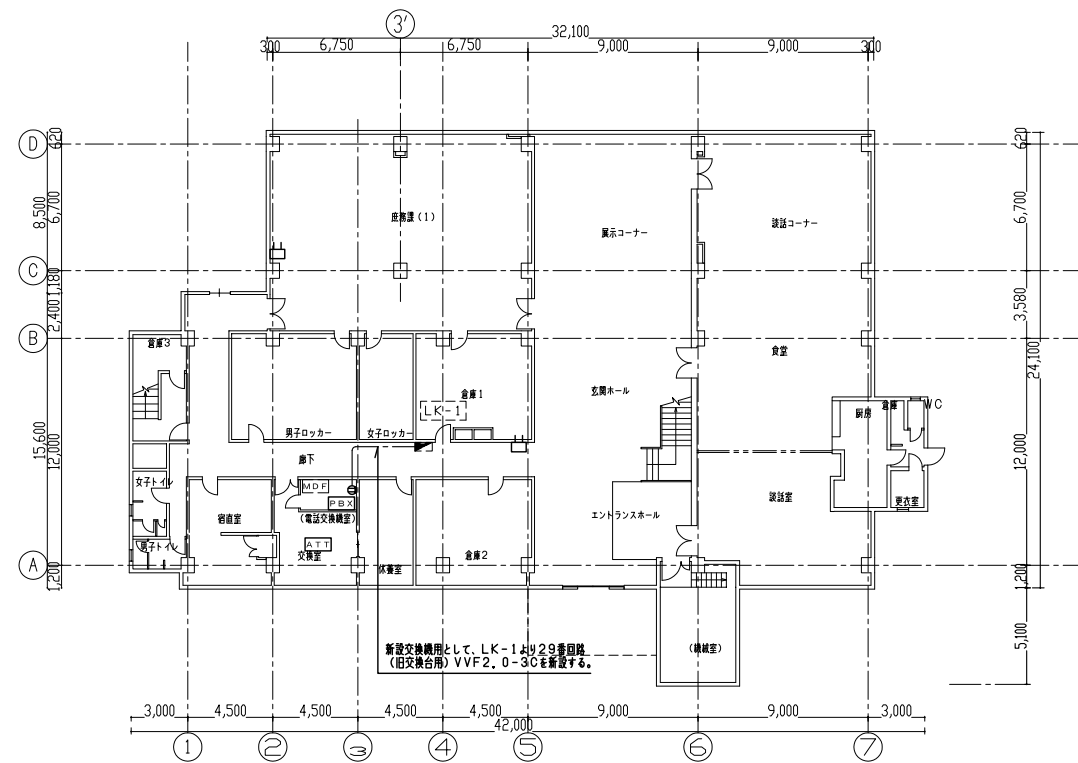 3'
32,100
300
6,750
6,750
9,000
9,000
300
D
620
620
8,500
6,700
6,700
庶務課(1)
展示コーナー
談話コーナー
C
1,180
2,400
3,580
B
倉庫3
食堂
24,100
倉庫1
玄関ホール
LK-1
厨房
倉庫
WC
男子ロッカー
女子ロッカー
15,600
12,000
12,000
廊下
女子トイレ
MDF
PBX
宿直室
(電話交換機室)
談話室
更衣室
エントランスホール
ATT
男子トイレ
交換室
倉庫2
A
休養室
1,200
1,200
新設交換機用として、LK-1より29番回路
(旧交換台用)VVF2.0-3Cを新設する。
(機械室)
5,100
3,000
4,500
4,500
4,500
4,500
9,000
9,000
3,000
42,000
1
2
3
4
5
6
7